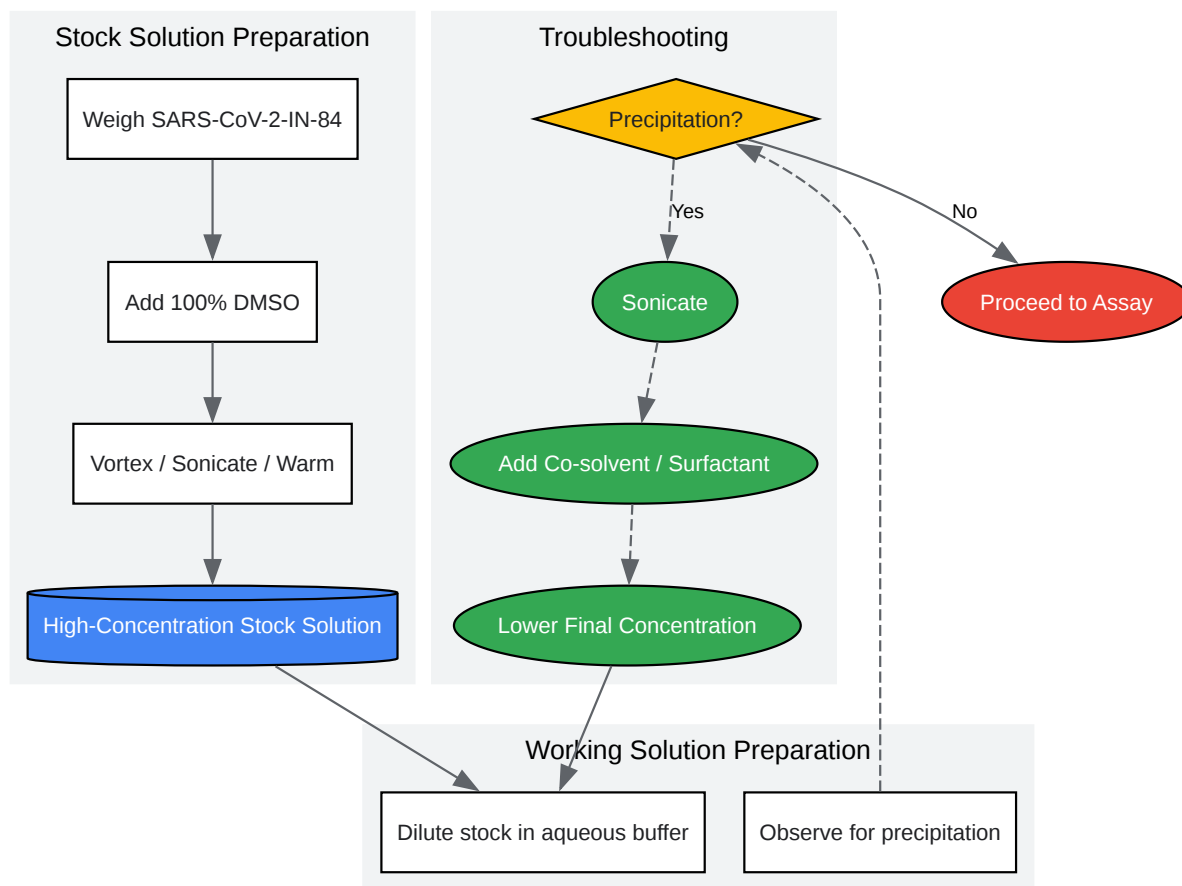 Stock Solution Preparation
Weigh SARS-CoV-2-IN-84
Add 100% DMSO
Vortex / Sonicate / Warm
High-Concentration Stock Solution
Troubleshooting
Precipitation?
Yes
No
Sonicate
Proceed to Assay
Add Co-solvent / Surfactant
Lower Final Concentration
Working Solution Preparation
Dilute stock in aqueous buffer
Observe for precipitation